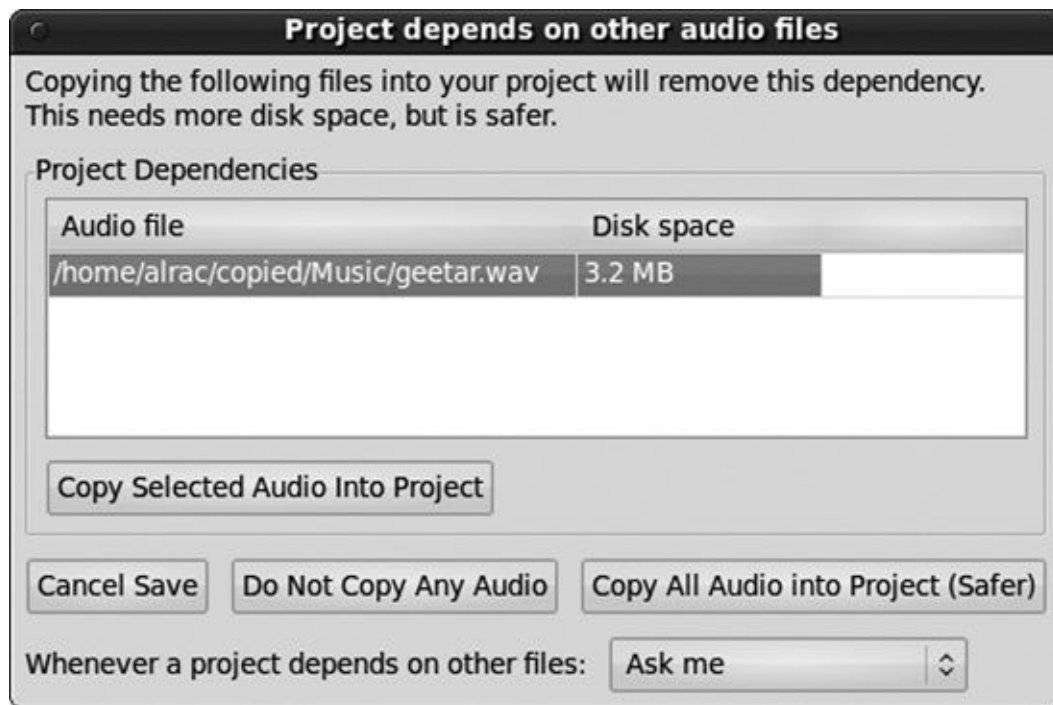 Project depends on other audio files
Copying the following files into your project will remove this dependency.
This needs more disk space, but is safer.
Project Dependencies
Audio file Disk space
/home/alrac/copied/Music/geetar.wav 3.2 MB
Copy Selected Audio Into Project
Cancel Save Do Not Copy Any Audio Copy All Audio into Project (Safer)
Whenever a project depends on other files: Ask me